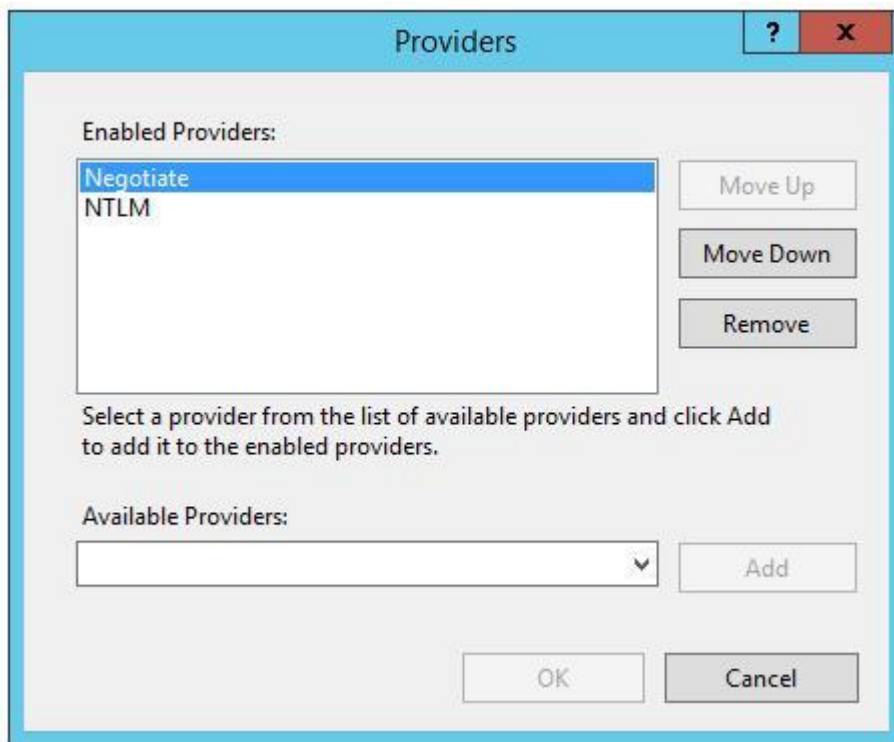 Providers
?
x
Enabled Providers:
Negotiate
NTLM
Move Up
Move Down
Remove
Select a provider from the list of available providers and click Add
to add it to the enabled providers.
Available Providers:
Add
OK
Cancel